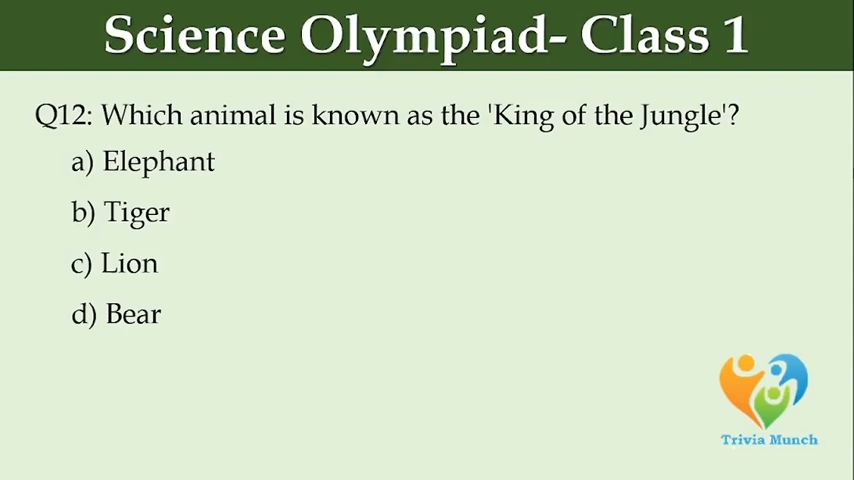 Science Olympiad- Class 1
Q12: Which animal is known as the 'King of the Jungle'?
a) Elephant
b) Tiger
c) Lion
d) Bear
Trivia Munch